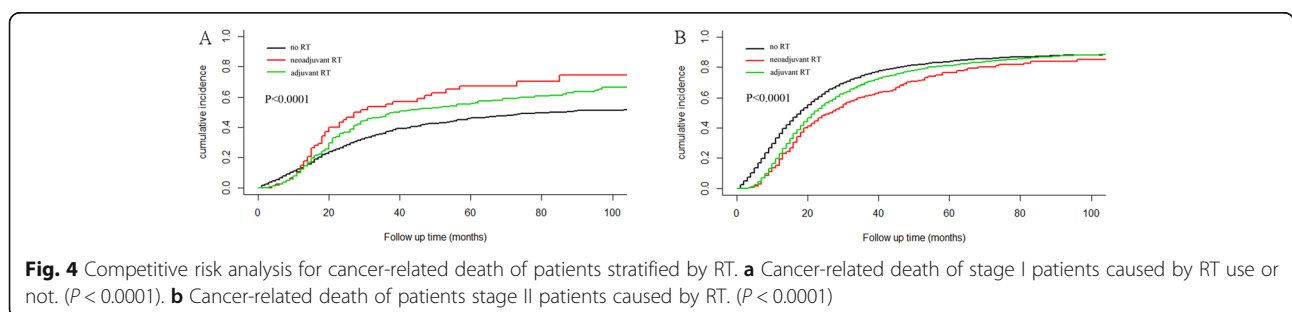 A
no RT
neoadjuvant RT
adjuvant RT
P<0.0001
cumulative incidence
0.0 0.2 0.4 0.6 0.8 1.0
0 20 40 60 80 100
Follow up time (months)
B
no RT
neoadjuvant RT
adjuvant RT
P<0.0001
cumulative incidence
0.0 0.2 0.4 0.6 0.8 1.0
0 20 40 60 80 100
Follow up time (months)
Fig. 4 Competitive risk analysis for cancer-related death of patients stratified by RT. a Cancer-related death of stage I patients caused by RT use or
not. (P < 0.0001). b Cancer-related death of patients stage II patients caused by RT. (P < 0.0001)